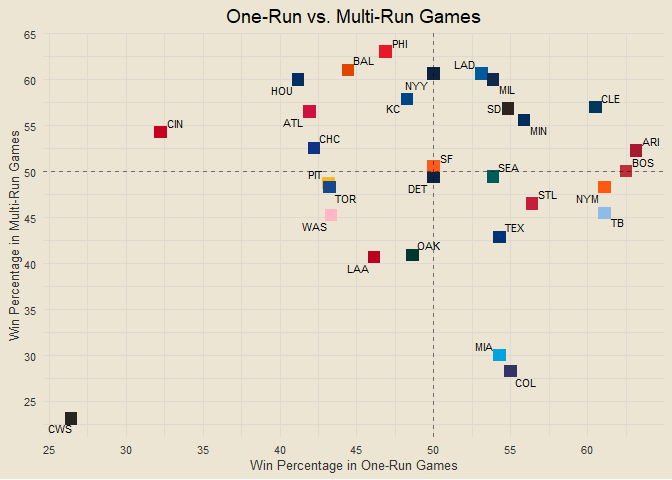 One-Run vs. Multi-Run Games
Win Percentage in Multi-Run Games
65
60
55
50
45
40
35
30
25
PHI
BAL
LAD
HOU
NYY
MIL
KC
SD
CLE
ATL
CIN
MIN
CHC
ARI
SF
BOS
PIT
DET
SEA
TOR
STL
NYM
WAS
TB
TEX
OAK
LAA
MIA
COL
CWS
25
30
35
40
45
50
55
60
Win Percentage in One-Run Games